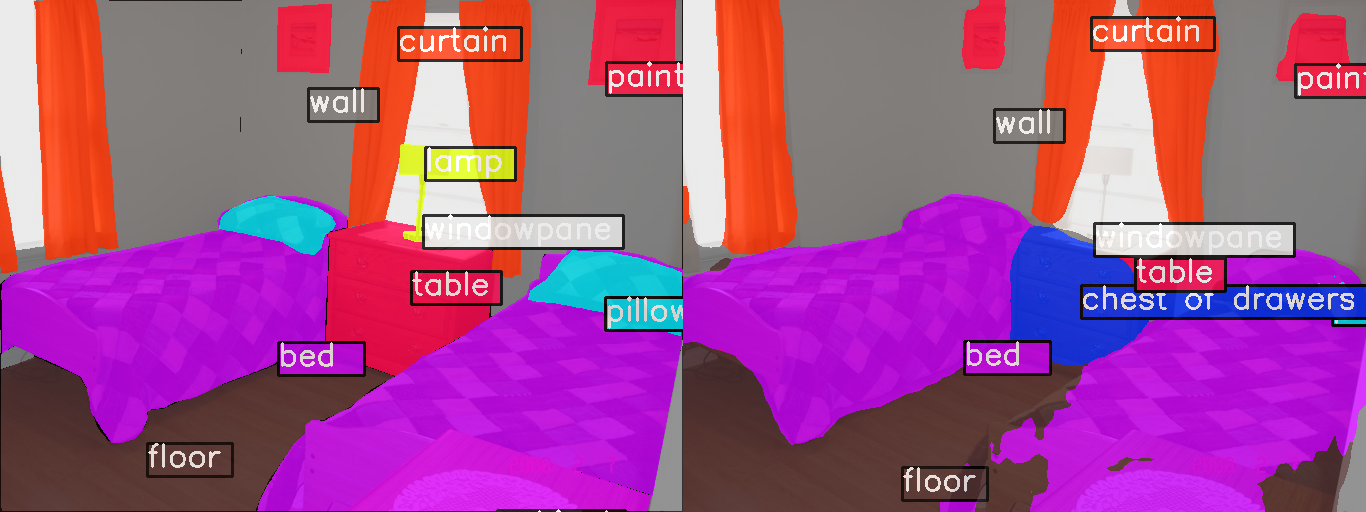 curtain
paint
wall
lamp
windowpane
table
pillow
bed
floor
curtain
paint
wall
windowpane
table
chest of drawers
bed
floor